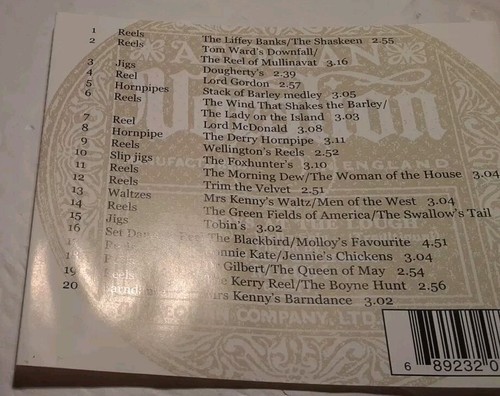 1 Reels The Liffey Banks/The Shaskeen 2.55
2 Reels Tom Ward's Downfall/
The Reel of Mullinavat 3.16
3 Jigs Dougherty's 2.39
4 Reel Lord Gordon 2.57
5 Hornpipes Stack of Barley medley 3.05
6 Reels The Wind That Shakes the Barley/
The Lady on the Island 3.03
7 Reel Lord McDonald 3.08
8 Hornpipe The Derry Hornpipe 3.11
9 Reels Wellington's Reels 2.52
10 Slip jigs The Foxhunter's 3.10
11 Reels The Morning Dew/The Woman of the House 3.04
12 Reels Trim the Velvet 2.51
13 Waltzes Mrs Kenny's Waltz/Men of the West 3.04
14 Reels The Green Fields of America/The Swallow's Tail
15 Jigs Tobin's 3.02
16 Set The Blackbird/Molloy's Favourite 4.51
Kate/Jennie's Chickens 3.04
19 Gilbert/The Queen of May 2.54
20 Kerry Reel/The Boyne Hunt 2.56
Kenny's Barndance 3.02
COMPANY, LTD
6 89232 0